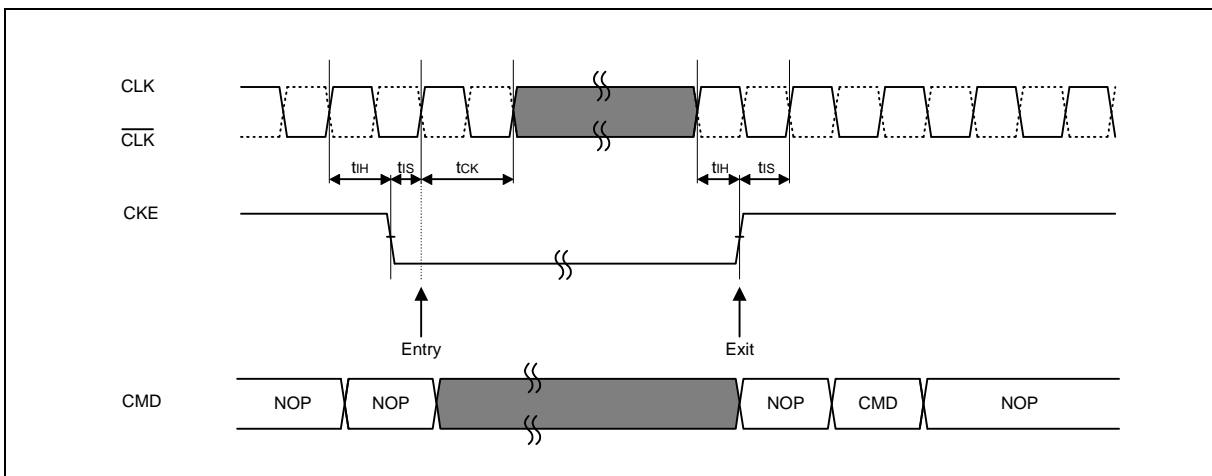 CLK
CLK
tIH tIS tCK tIH tIS
CKE
Entry Exit
CMD NOP NOP NOP CMD NOP